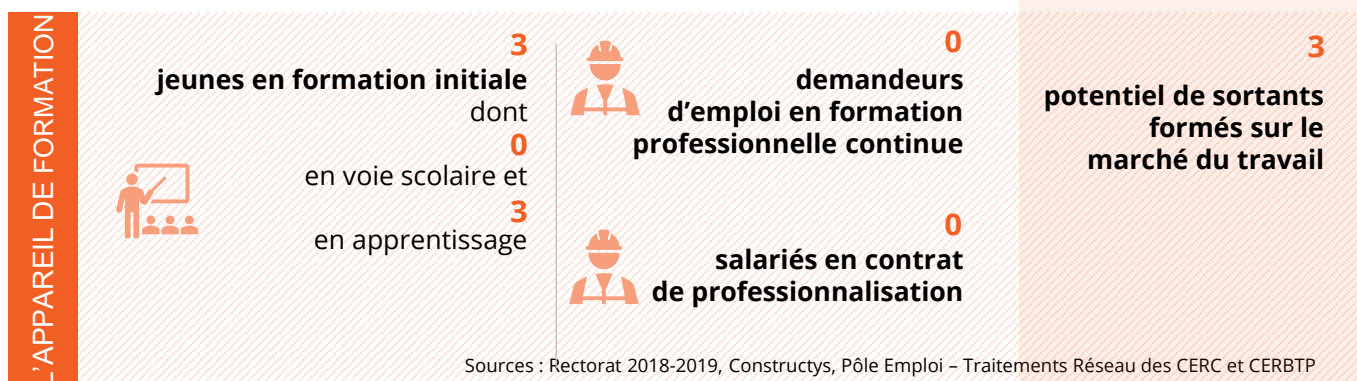 L’APPAREIL DE FORMATION
3
jeunes en formation initiale
dont
0
en voie scolaire et
3
en apprentissage
0
demandeurs
d’emploi en formation
professionnelle continue
0
salariés en contrat
de professionnalisation
3
potentiel de sortants
formés sur le
marché du travail
Sources : Rectorat 2018-2019, Constructys, Pôle Emploi – Traitements Réseau des CERC et CERBTP